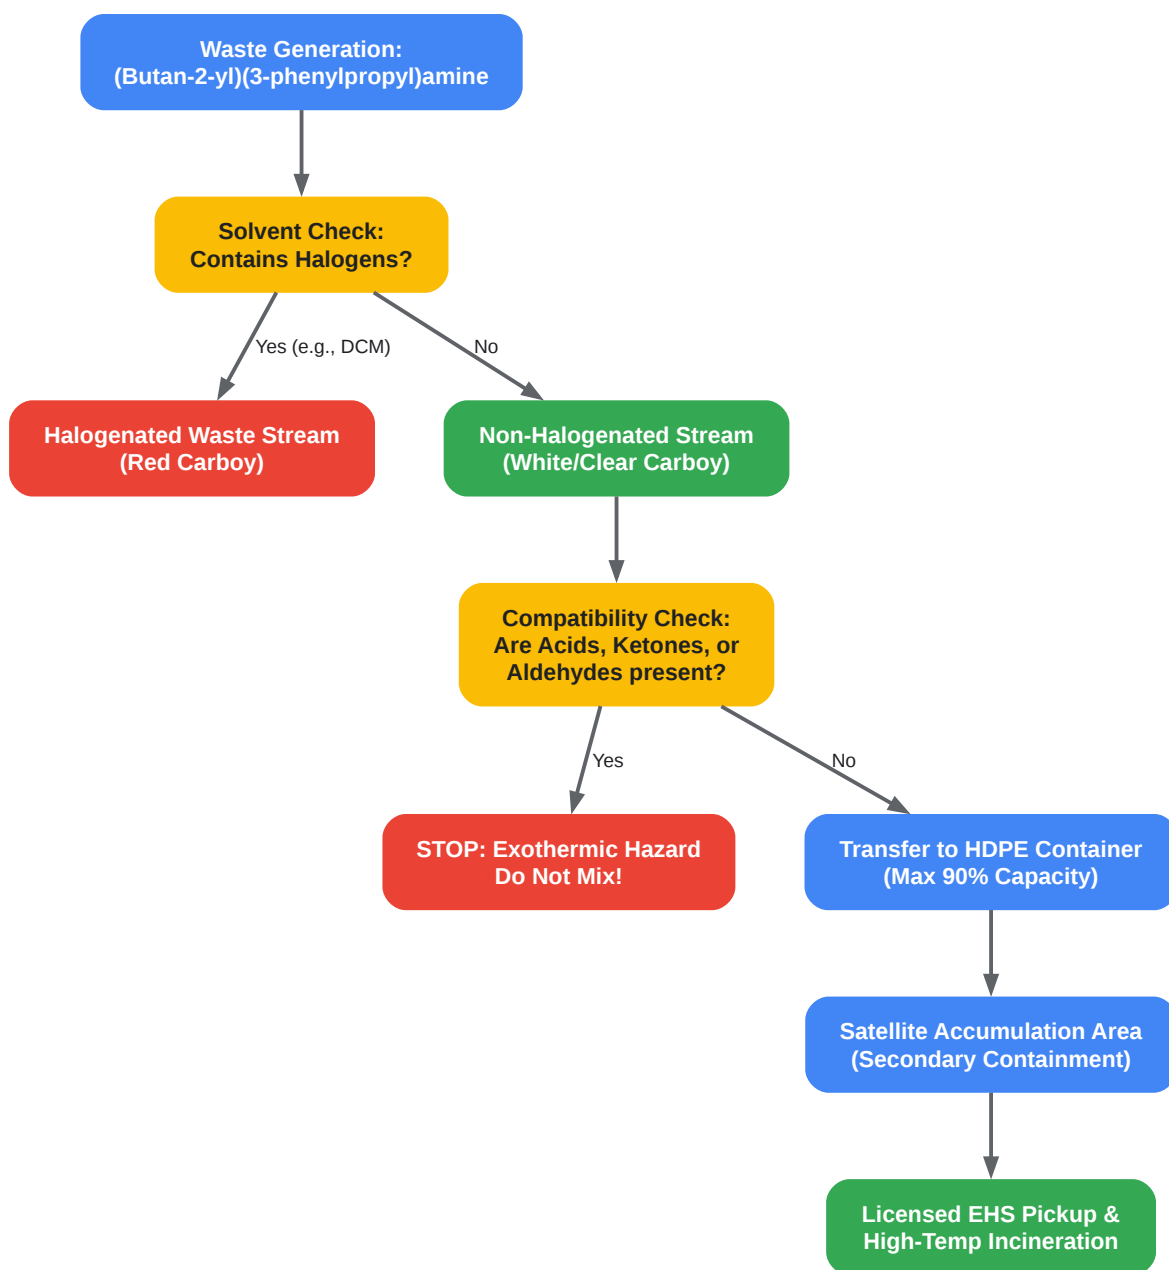 Waste Generation:
(Butan-2-yl)(3-phenylpropyl)amine
Solvent Check:
Contains Halogens?
Yes (e.g., DCM)
No
Halogenated Waste Stream
(Red Carboy)
Non-Halogenated Stream
(White/Clear Carboy)
Compatibility Check:
Are Acids, Ketones, or
Aldehydes present?
Yes
No
STOP: Exothermic Hazard
Do Not Mix!
Transfer to HDPE Container
(Max 90% Capacity)
Satellite Accumulation Area
(Secondary Containment)
Licensed EHS Pickup &
High-Temp Incineration